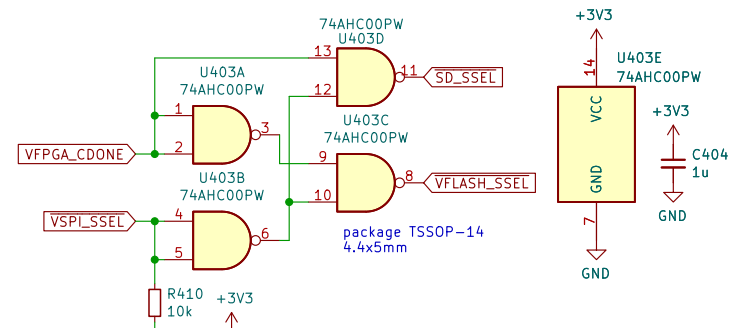 74AHC00PW
U403D
13
12
11
SD_SSEL
U403A
74AHC00PW
1
2
3
VFPGA_CDONE
U403C
74AHC00PW
9
10
8
VFLASH_SSEL
U403B
74AHC00PW
VSPI_SSEL
4
5
6
package TSSOP-14
4.4x5mm
R410
10k
+3V3
+3V3
14
U403E
74AHC00PW
VCC
GND
7
GND
+3V3
C404
1u
GND